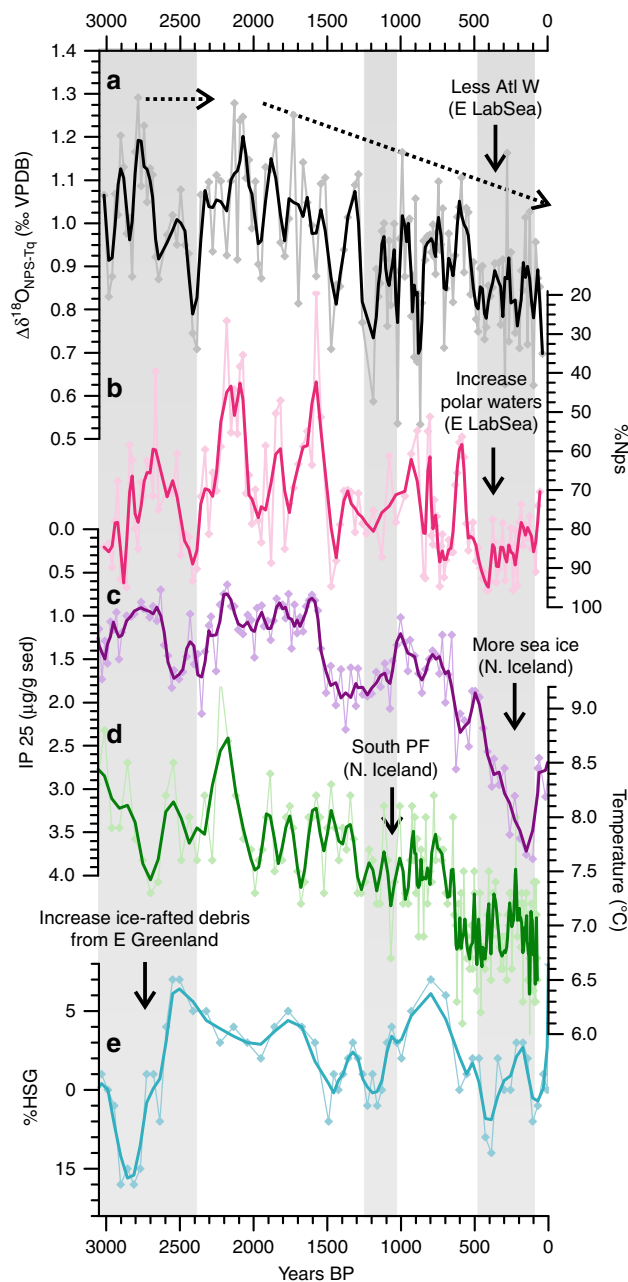 3000 2500 2000 1500 1000 500 0
1.4
a
1.3
1.2
1.1
1.0
0.9
0.8
0.7
0.6
0.5
Δδ¹⁸O_NPS-Tq (‰ VPDB)
Less Atl W
(E LabSea)
20
30
40
50
60
70
80
90
100
%Nps
b
Increase
polar waters
(E LabSea)
0.0
0.5
1.0
1.5
2.0
2.5
3.0
3.5
4.0
IP 25 (μg/g sed)
c
More sea ice
(N. Iceland)
9.0
8.5
8.0
7.5
7.0
6.5
6.0
Temperature (°C)
d
South PF
(N. Iceland)
Increase ice-rafted debris
from E Greenland
5
0
15
%HSG
e
3000 2500 2000 1500 1000 500 0
Years BP